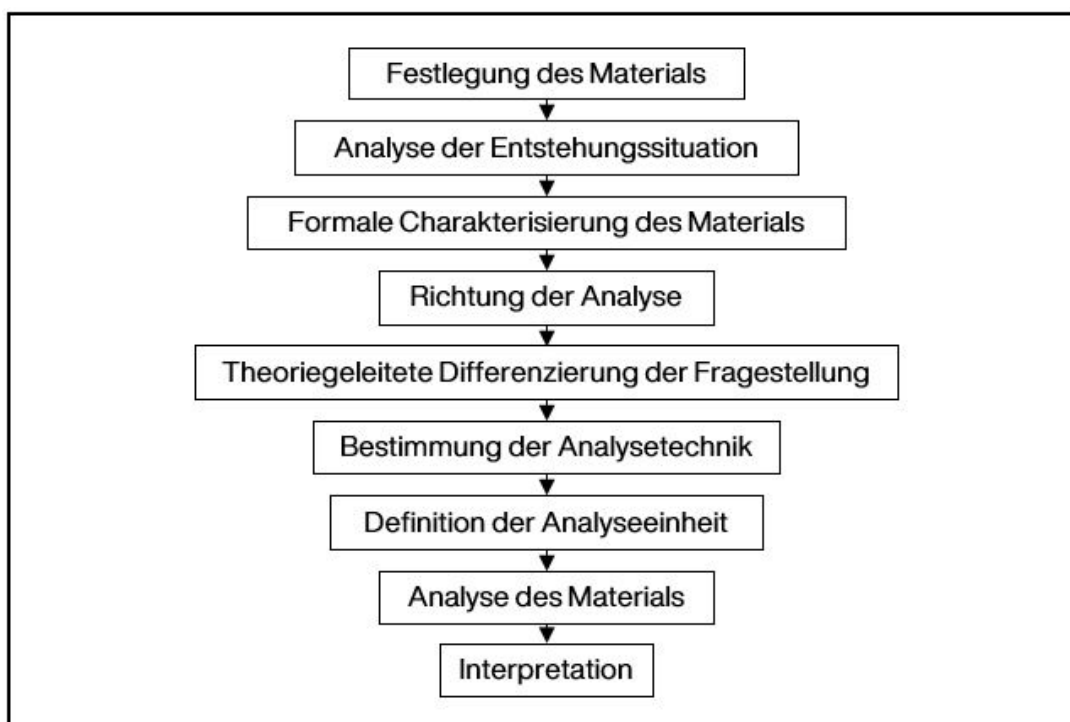 Festlegung des Materials
Analyse der Entstehungssituation
Formale Charakterisierung des Materials
Richtung der Analyse
Theoriegeleitete Differenzierung der Fragestellung
Bestimmung der Analysetechnik
Definition der Analyseeinheit
Analyse des Materials
Interpretation